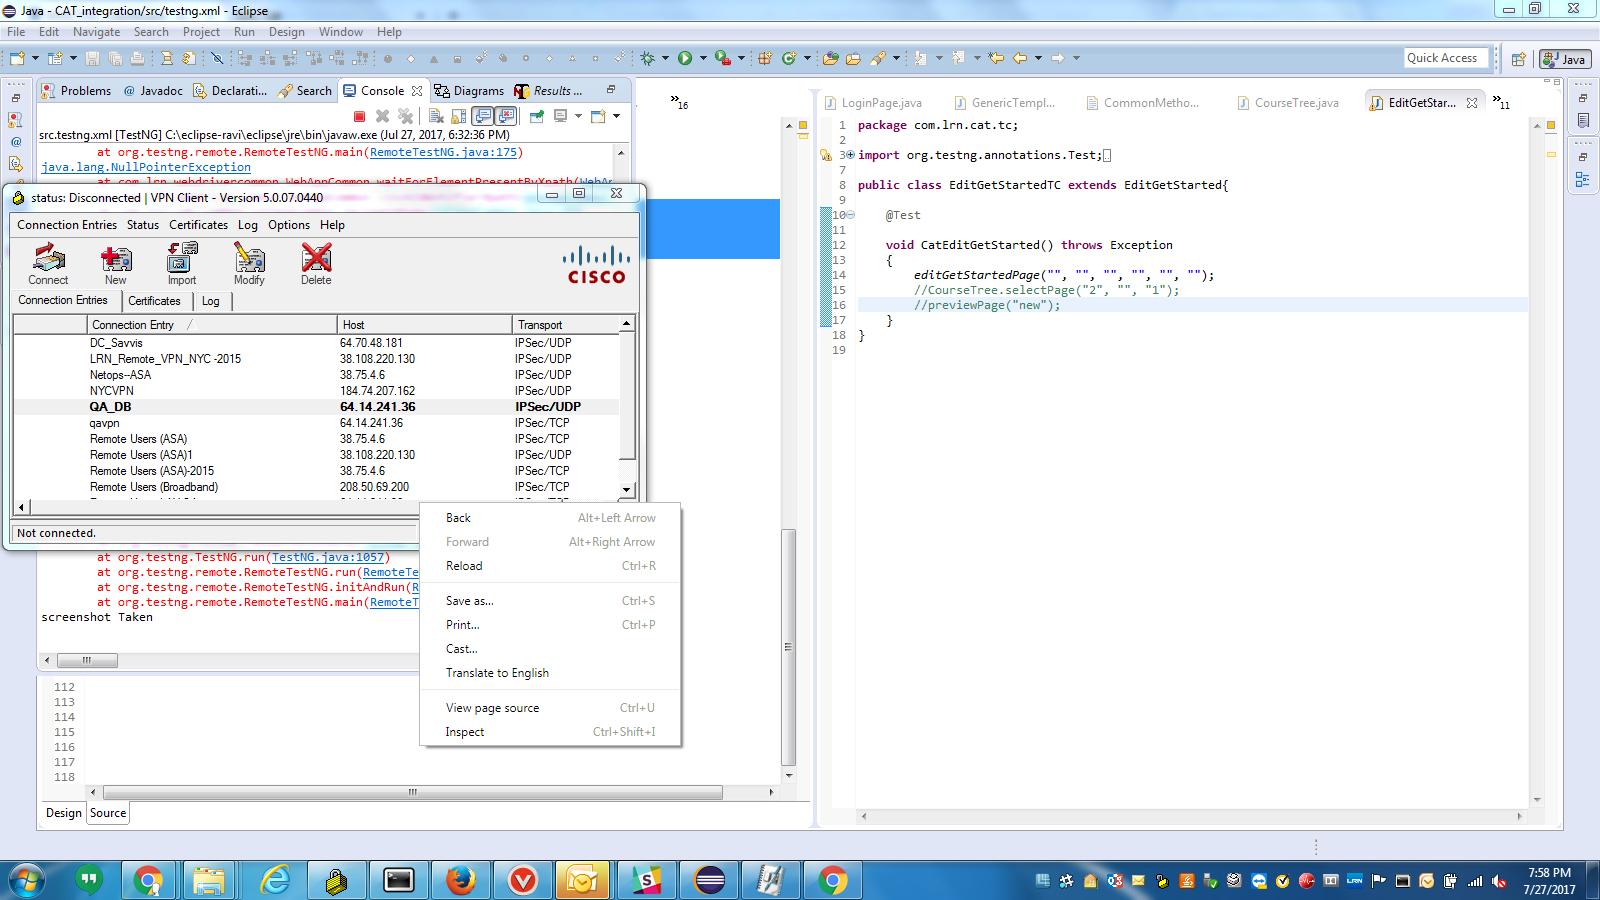 Java - CAT_integration/src/testng.xml - Eclipse
File Edit Navigate Search Project Run Design Window Help
Quick Access
Java
Problems @ Javadoc Declarati... Search Console Diagrams Results ...
src.testng.xml [TestNG] C:\eclipse-ravi\eclipse\jre\bin\javaw.exe (Jul 27, 2017, 6:32:36 PM)
at org.testng.remote.RemoteTestNG.main(RemoteTestNG.java:175)
java.lang.NullPointerException
at com.lrn.webdrivercommon.WebAppCommon.waitForElementPresentByXpath(WebAp
»16
status: Disconnected | VPN Client - Version 5.0.07.0440
Connection Entries Status Certificates Log Options Help
Connect New Import Modify Delete
CISCO
Connection Entries Certificates Log
Connection Entry / Host Transport
DC_Savvis 64.70.48.181 IPSec/UDP
LRN_Remote_VPN_NYC -2015 38.108.220.130 IPSec/UDP
Netops--ASA 38.75.4.6 IPSec/UDP
NYCVPN 184.74.207.162 IPSec/UDP
QA_DB 64.14.241.36 IPSec/UDP
qavpn 64.14.241.36 IPSec/TCP
Remote Users (ASA) 38.75.4.6 IPSec/TCP
Remote Users (ASA)1 38.108.220.130 IPSec/UDP
Remote Users (ASA)-2015 38.75.4.6 IPSec/TCP
Remote Users (Broadband) 208.50.69.200 IPSec/TCP
Not connected.
at org.testng.TestNG.run(TestNG.java:1057)
at org.testng.remote.RemoteTestNG.run(RemoteTe
at org.testng.remote.RemoteTestNG.initAndRun(R
at org.testng.remote.RemoteTestNG.main(RemoteT
screenshot Taken
Back Alt+Left Arrow
Forward Alt+Right Arrow
Reload Ctrl+R
Save as... Ctrl+S
Print... Ctrl+P
Cast...
Translate to English
View page source Ctrl+U
Inspect Ctrl+Shift+I
112
113
114
115
116
117
118
Design Source
LoginPage.java GenericTempl... CommonMetho... CourseTree.java EditGetStar... »11
1 package com.lrn.cat.tc;
2
3 import org.testng.annotations.Test;
7
8 public class EditGetStartedTC extends EditGetStarted{
9
10 @Test
11
12 void CatEditGetStarted() throws Exception
13 {
14 editGetStartedPage("", "", "", "", "", "");
15 //CourseTree.selectPage("2", "", "1");
16 //previewPage("new");
17 }
18 }
19
LRN
7:58 PM
7/27/2017